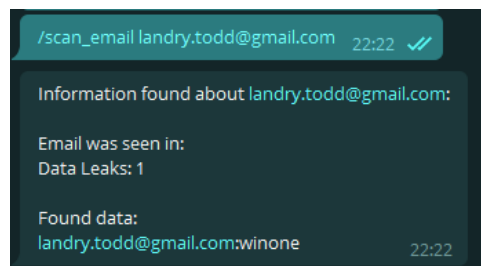 /scan_email landry.todd@gmail.com 22:22
Information found about landry.todd@gmail.com:
Email was seen in:
Data Leaks: 1
Found data:
landry.todd@gmail.com:winone 22:22